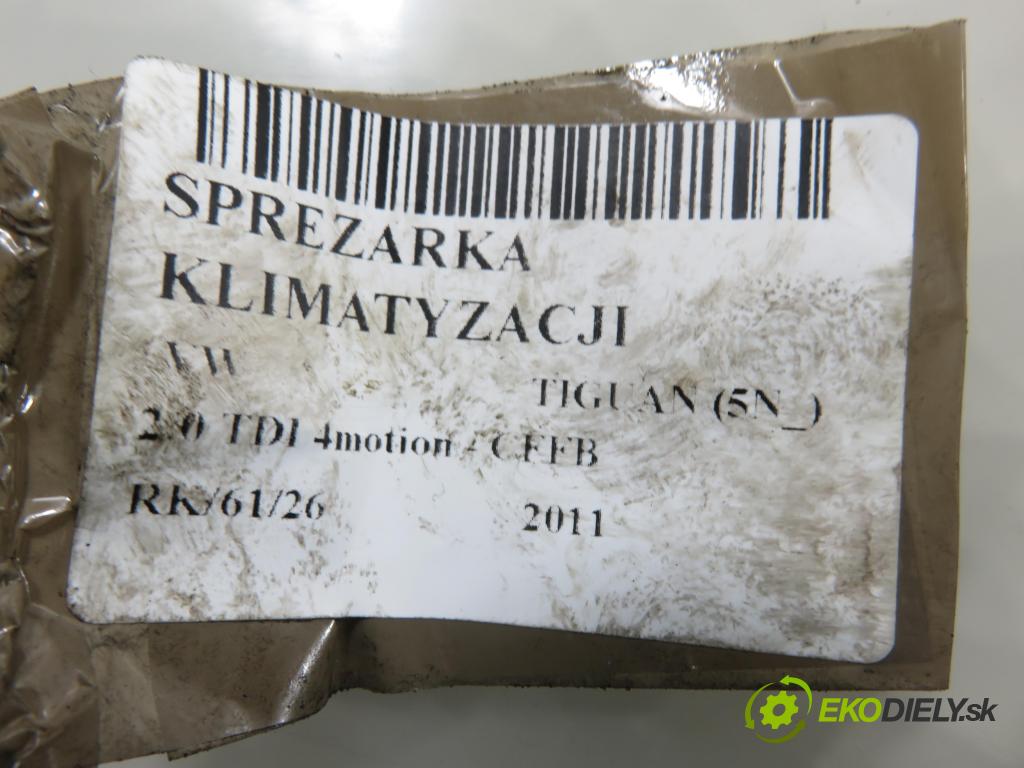 SPREZARKA
KLIMATYZACJI
VW TIGUAN (5N_)
2.0 TDI 4motion - CFFB
RK/61/26 2011
EKODIELY.sk